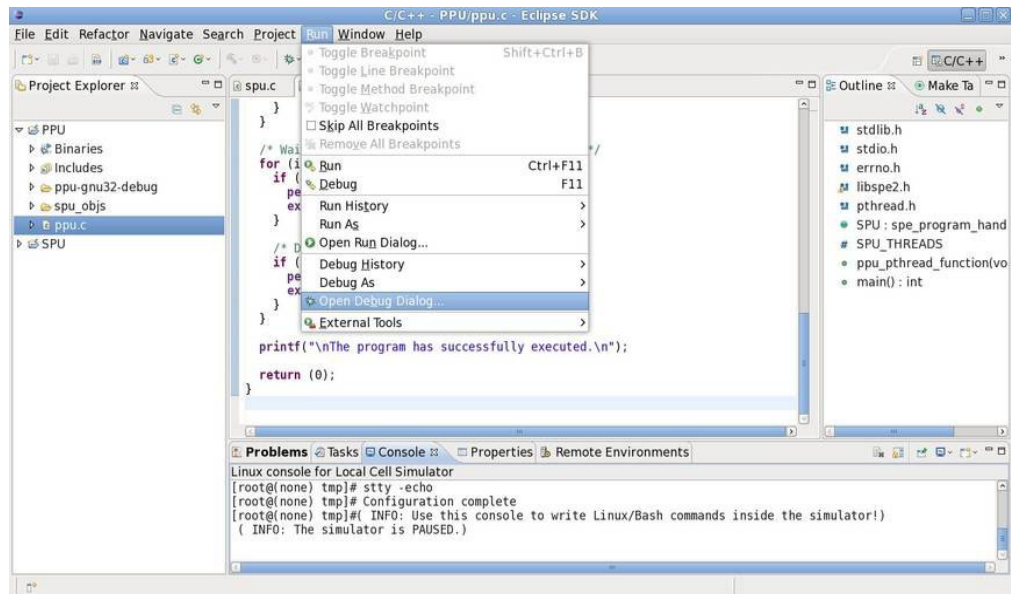 C/C++ - PPU/ppu.c - Eclipse SDK
File Edit Refactor Navigate Search Project Run Window Help
C/C++
Project Explorer
PPU
Binaries
Includes
ppu-gnu32-debug
spu_objs
ppu.c
SPU
spu.c
}
}
/* Wai
*/
for (i
if (
pe
ex
}
/* D
if (
pe
ex
}
}
printf("\nThe program has successfully executed.\n");
return (0);
}
Toggle Breakpoint Shift+Ctrl+B
Toggle Line Breakpoint
Toggle Method Breakpoint
Toggle Watchpoint
Skip All Breakpoints
Remove All Breakpoints
Run Ctrl+F11
Debug F11
Run History
Run As
Open Run Dialog...
Debug History
Debug As
Open Debug Dialog...
External Tools
Outline Make Ta
stdlib.h
stdio.h
errno.h
libspe2.h
pthread.h
SPU : spe_program_hand
SPU_THREADS
ppu_pthread_function(vo
main() : int
Problems Tasks Console Properties Remote Environments
Linux console for Local Cell Simulator
[root@(none) tmp]# stty -echo
[root@(none) tmp]# Configuration complete
[root@(none) tmp]#( INFO: Use this console to write Linux/Bash commands inside the simulator!)
( INFO: The simulator is PAUSED.)